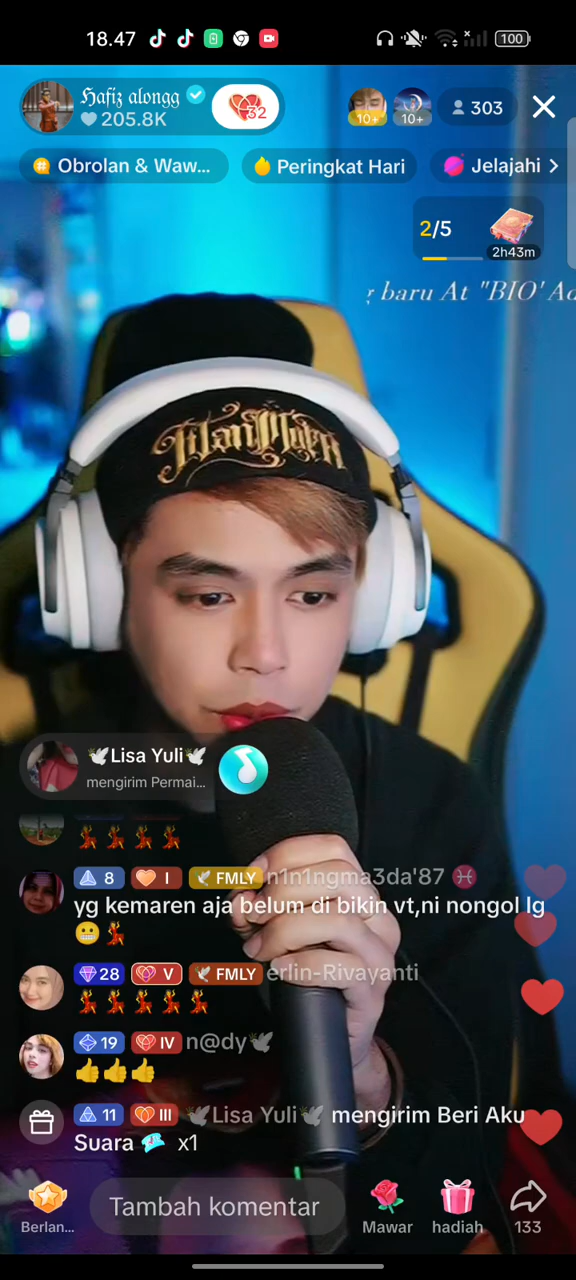 18.47
100
Hafiz alongg
205.8K
32
10+
10+
303
Obrolan & Waw...
Peringkat Hari
Jelajahi
2/5
2h43m
baru At "BIO' Ad
🕊️Lisa Yuli🕊️
mengirim Permai...
💃💃💃💃
8 I FMLY n1n1ngma3da'87 ♓
yg kemaren aja belum di bikin vt,ni nongol lg
😬💃
28 V FMLY erlin-Rivayanti
💃💃💃💃💃
19 IV n@dy🕊️
👍👍👍
11 III 🕊️Lisa Yuli🕊️ mengirim Beri Aku
Suara x1
Berlan...
Tambah komentar
Mawar
hadiah
133